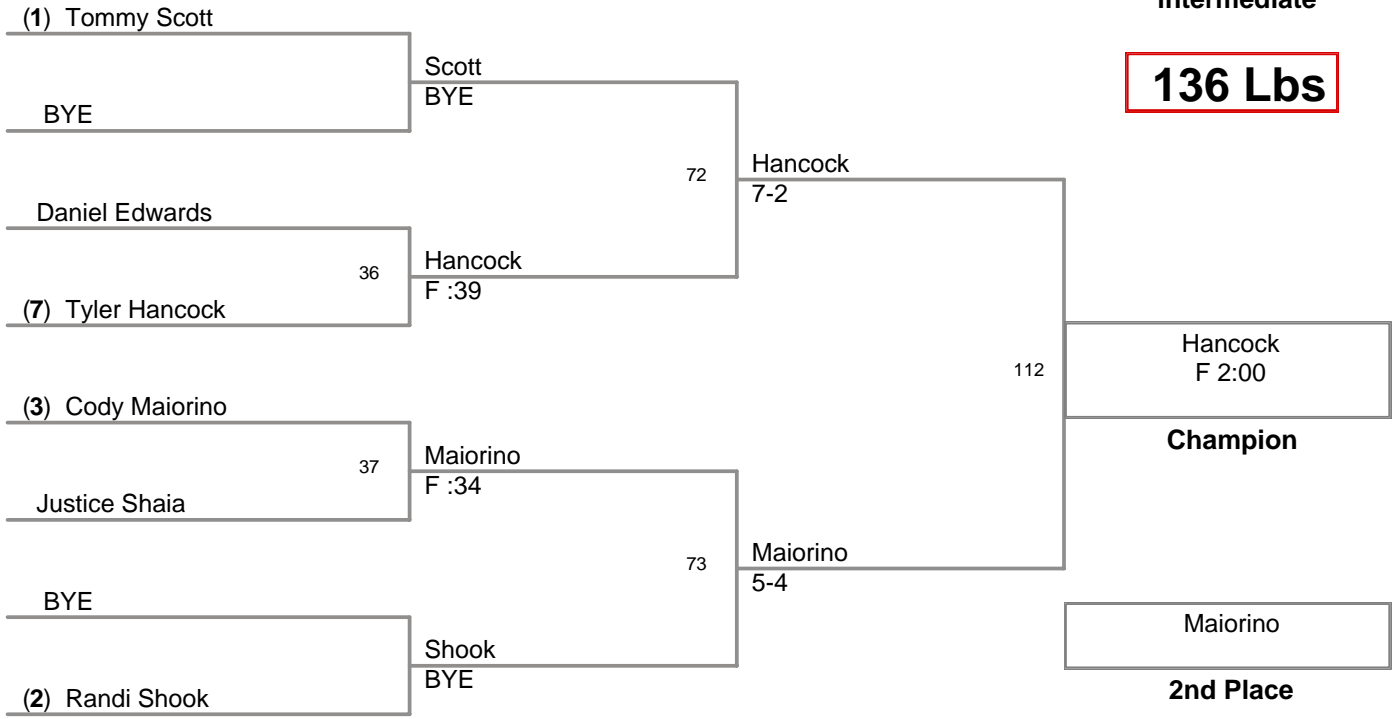 Intermediate
136 Lbs
(1) Tommy Scott
BYE
Scott
BYE
Daniel Edwards
36
(7) Tyler Hancock
Hancock
F :39
72
Hancock
7-2
(3) Cody Maiorino
37
Justice Shaia
Maiorino
F :34
BYE
(2) Randi Shook
Shook
BYE
73
Maiorino
5-4
112
Hancock
F 2:00
Champion
Maiorino
2nd Place